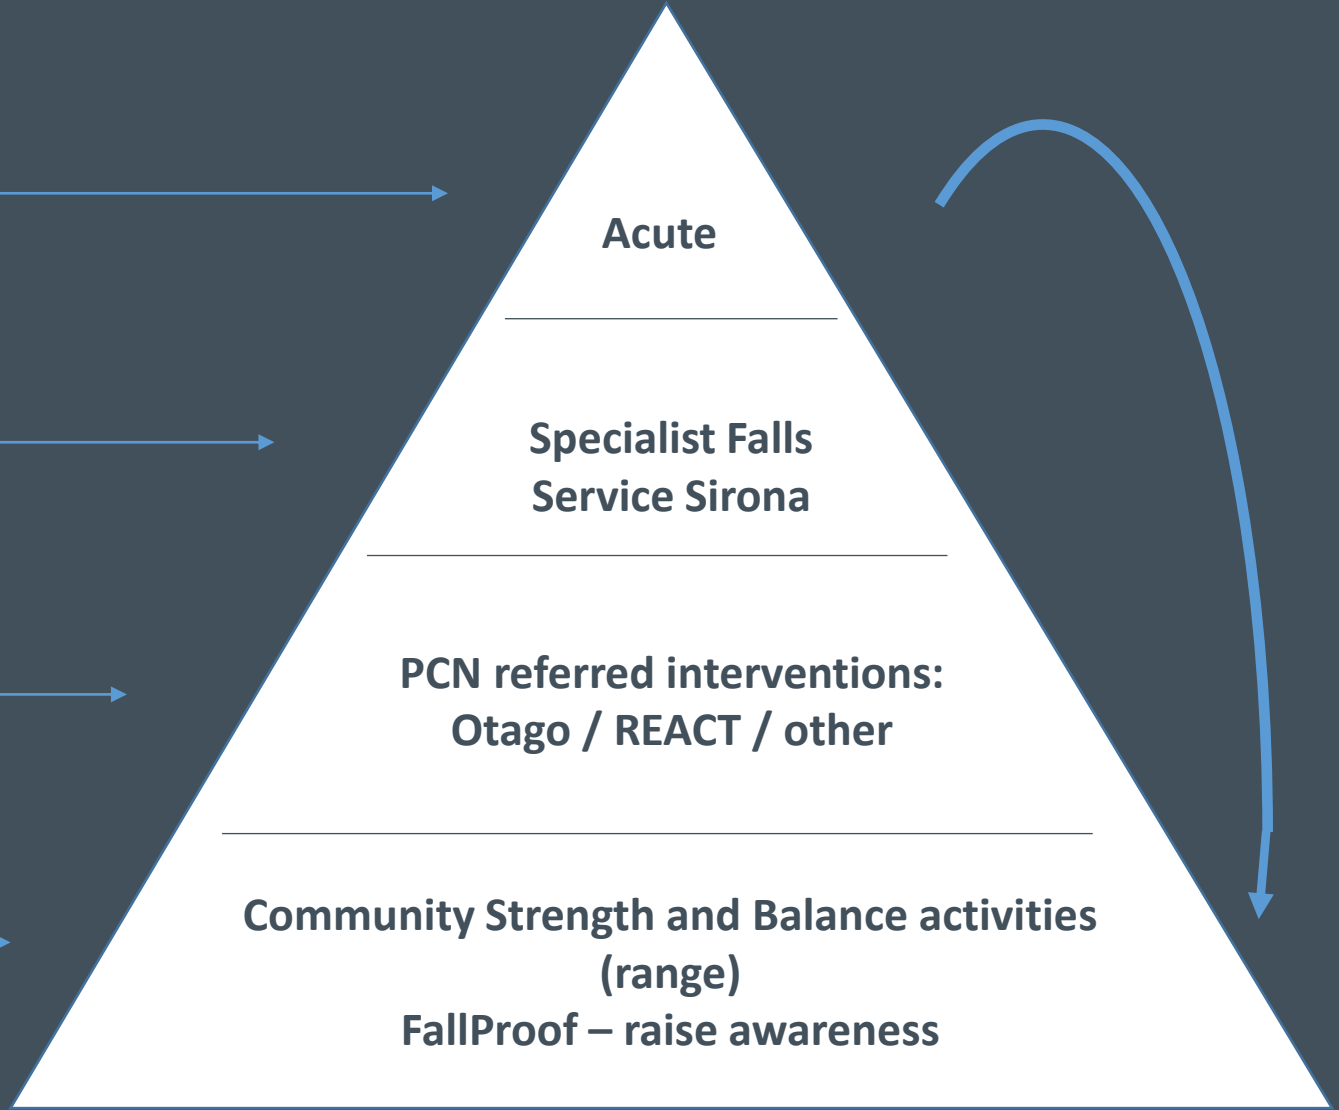 Acute
Specialist Falls
Service Sirona
PCN referred interventions:
Otago / REACT / other
Community Strength and Balance activities
(range)
FallProof – raise awareness